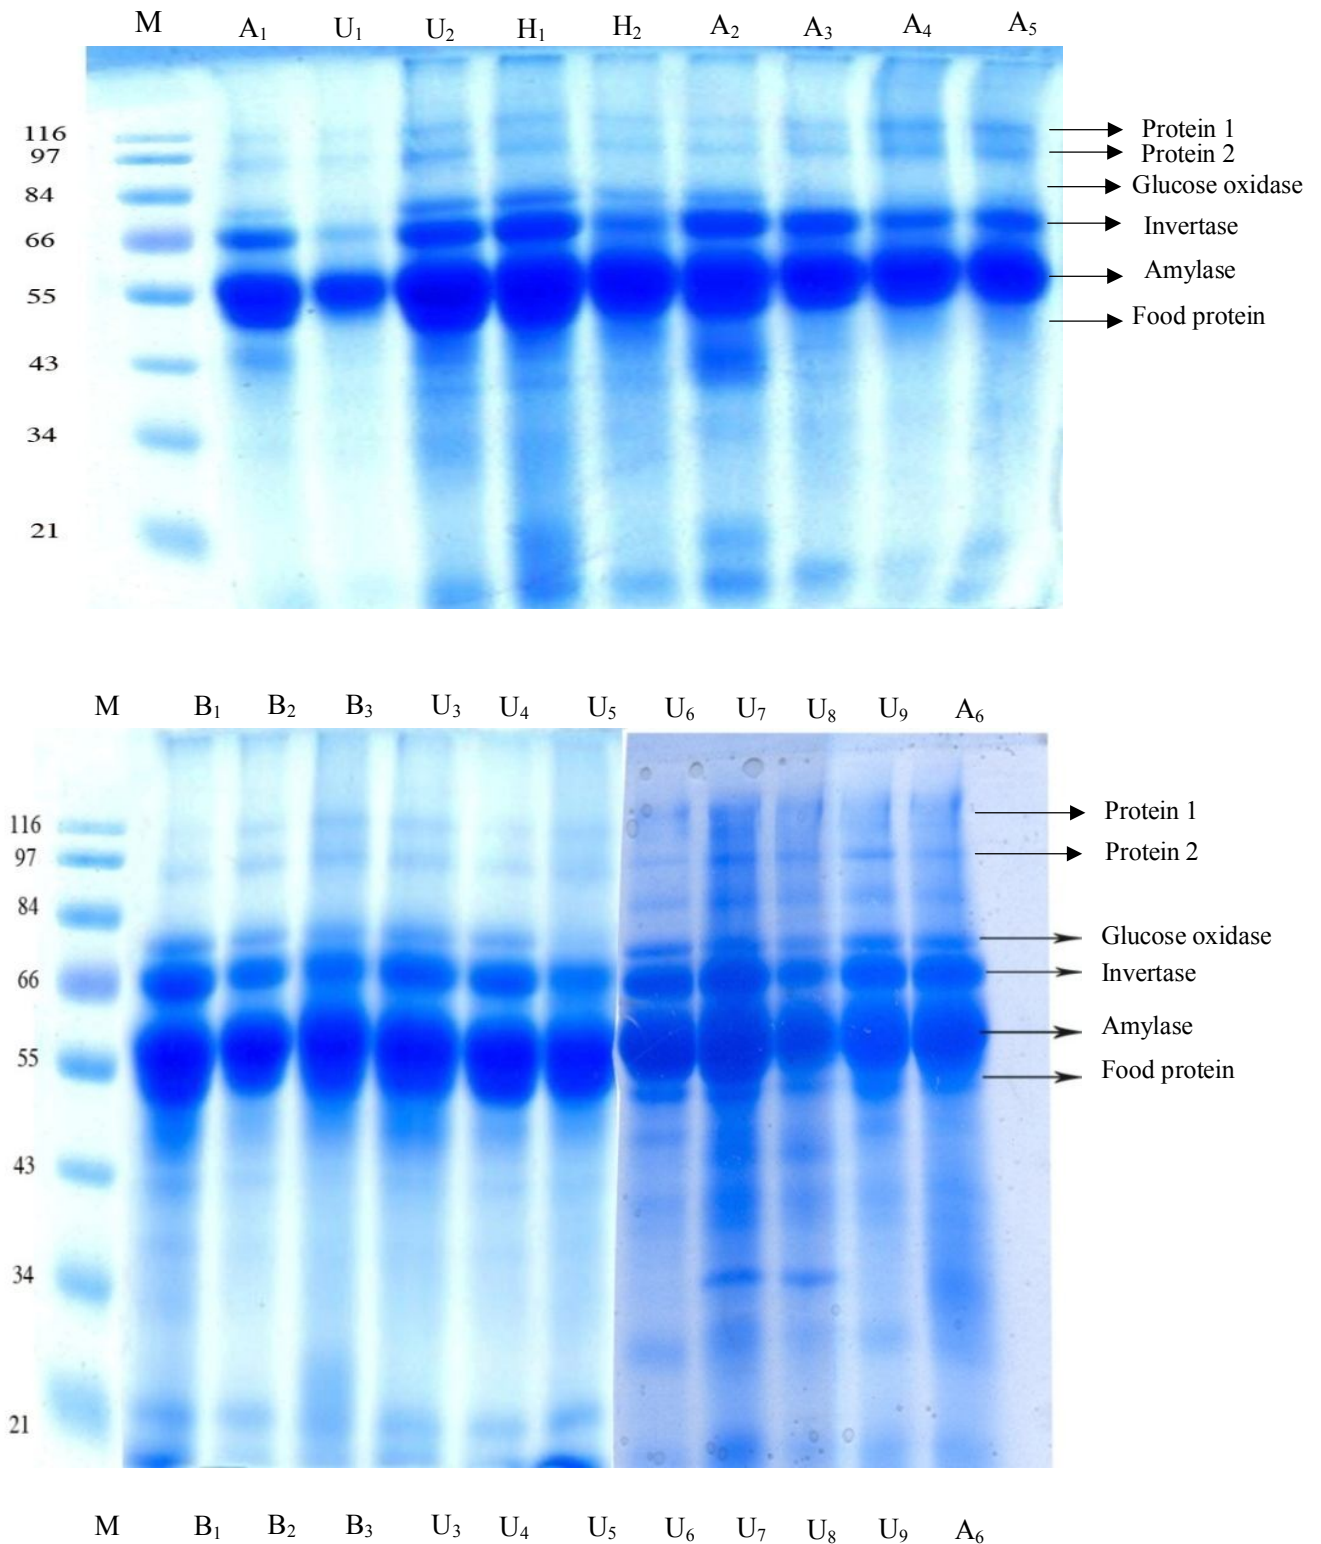 M A₁ U₁ U₂ H₁ H₂ A₂ A₃ A₄ A₅
116
97
84
66
55
43
34
21
Protein 1
Protein 2
Glucose oxidase
Invertase
Amylase
Food protein
M B₁ B₂ B₃ U₃ U₄ U₅ U₆ U₇ U₈ U₉ A₆
116
97
84
66
55
43
34
21
Protein 1
Protein 2
Glucose oxidase
Invertase
Amylase
Food protein
M B₁ B₂ B₃ U₃ U₄ U₅ U₆ U₇ U₈ U₉ A₆